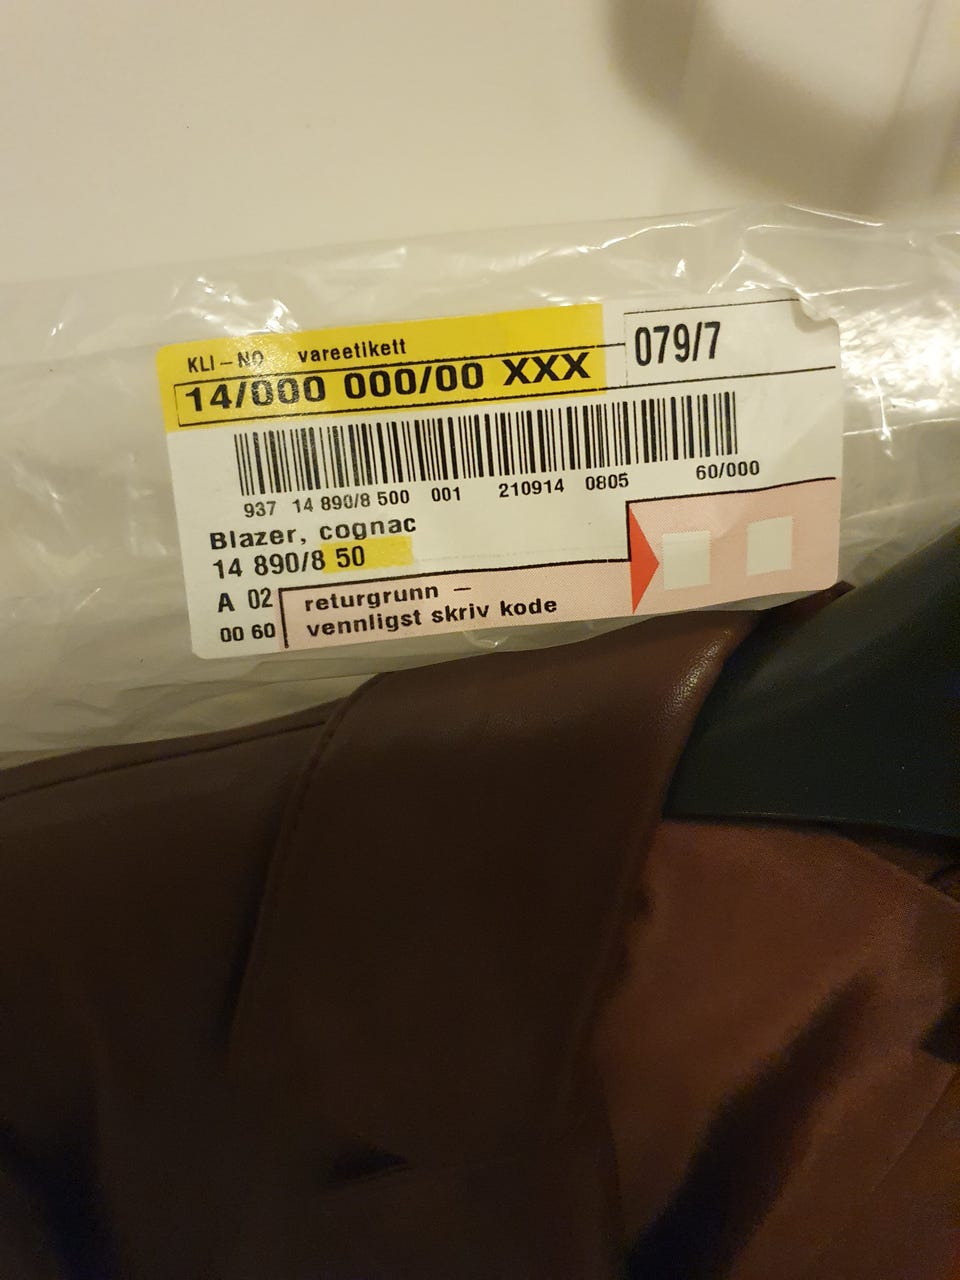 KLI – NO vareetikett
14/000 000/00 XXX
079/7
937 14 890/8 500 001 210914 0805 60/000
Blazer, cognac
14 890/8 50
A 02
00 60
returgrunn –
vennligst skriv kode